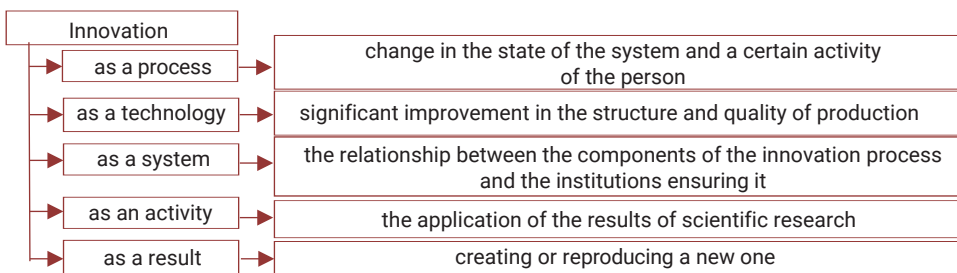 Innovation
as a process
change in the state of the system and a certain activity
of the person
as a technology
significant improvement in the structure and quality of production
as a system
the relationship between the components of the innovation process
and the institutions ensuring it
as an activity
the application of the results of scientific research
as a result
creating or reproducing a new one